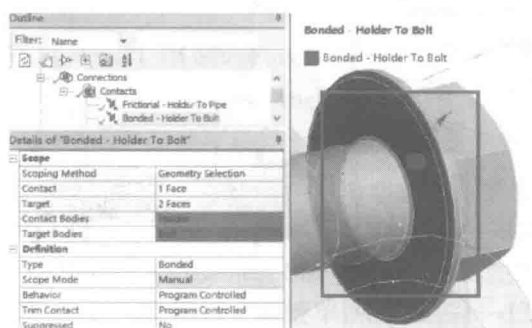 Outline
Filter: Name
Connections
Contacts
Frictional - Holder To Pipe
Bonded - Holder To Bolt
Details of "Bonded - Holder To Bolt"
Scope
Scoping Method Geometry Selection
Contact 1 Face
Target 2 Faces
Contact Bodies
Target Bodies
Definition
Type Bonded
Scope Mode Manual
Behavior Program Controlled
Trim Contact Program Controlled
Suppressed No
Bonded - Holder To Bolt
Bonded - Holder To Bolt